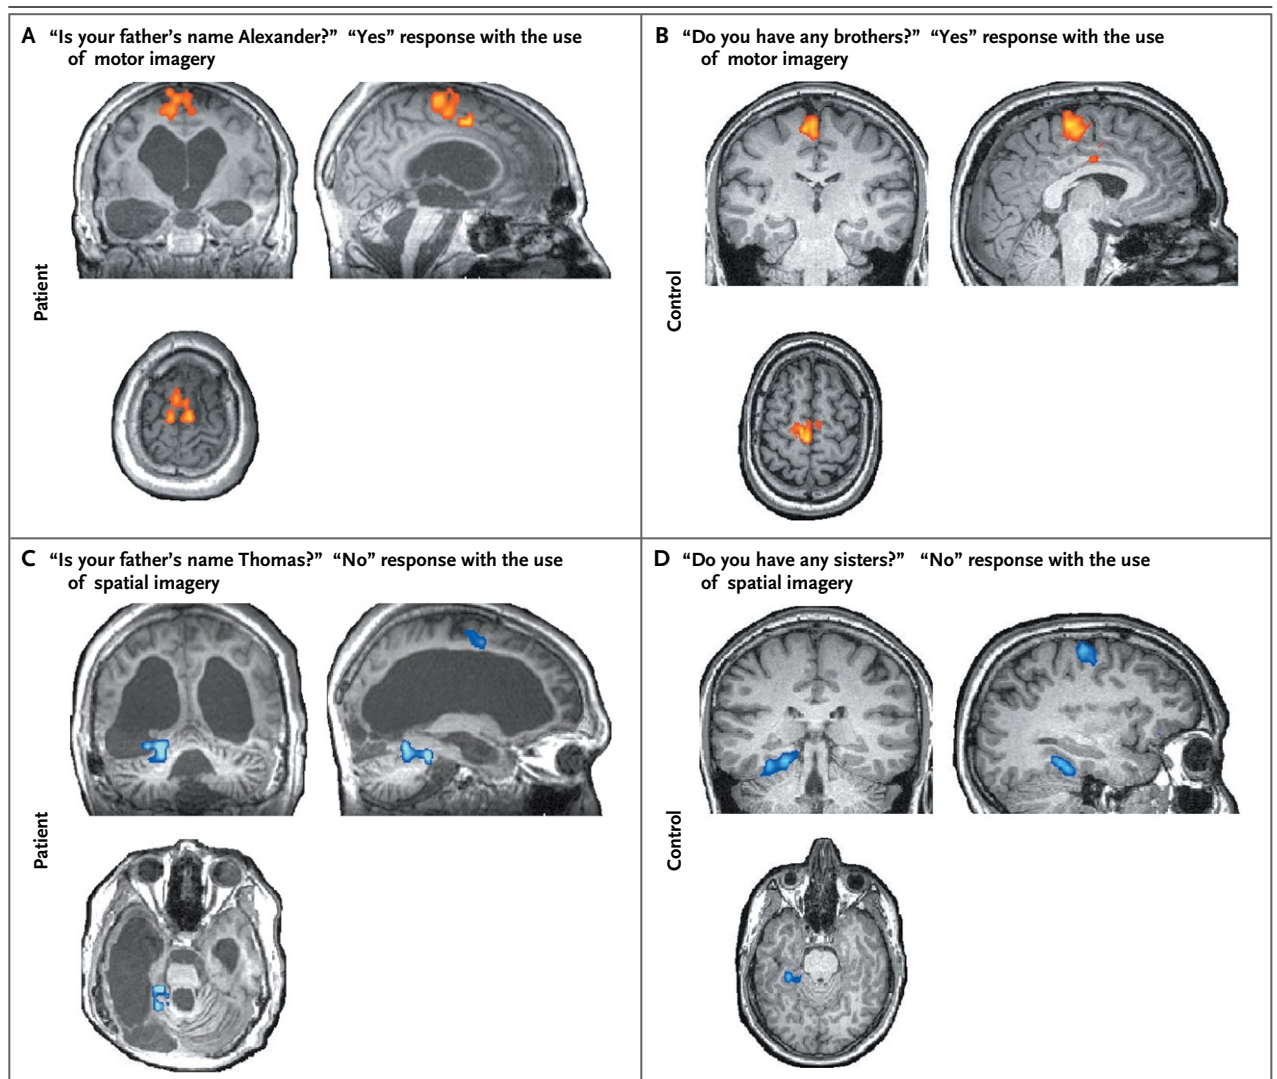 A “Is your father’s name Alexander?” “Yes” response with the use
of motor imagery
Patient
B “Do you have any brothers?” “Yes” response with the use
of motor imagery
Control
C “Is your father’s name Thomas?” “No” response with the use
of spatial imagery
Patient
D “Do you have any sisters?” “No” response with the use
of spatial imagery
Control